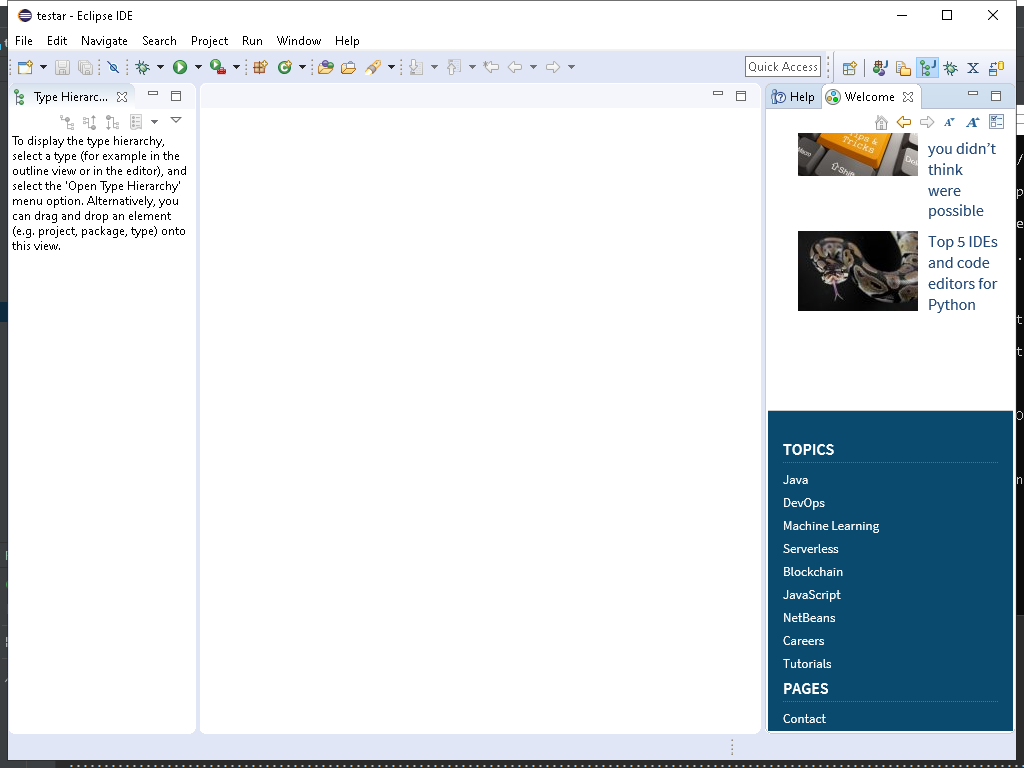 testar - Eclipse IDE
File Edit Navigate Search Project Run Window Help
Quick Access
Type Hierarc...
To display the type hierarchy,
select a type (for example in the
outline view or in the editor), and
select the 'Open Type Hierarchy'
menu option. Alternatively, you
can drag and drop an element
(e.g. project, package, type) onto
this view.
Help Welcome
Tips &
Tricks
Shift
you didn't
think
were
possible
Top 5 IDEs
and code
editors for
Python
TOPICS
Java
DevOps
Machine Learning
Serverless
Blockchain
JavaScript
NetBeans
Careers
Tutorials
PAGES
Contact